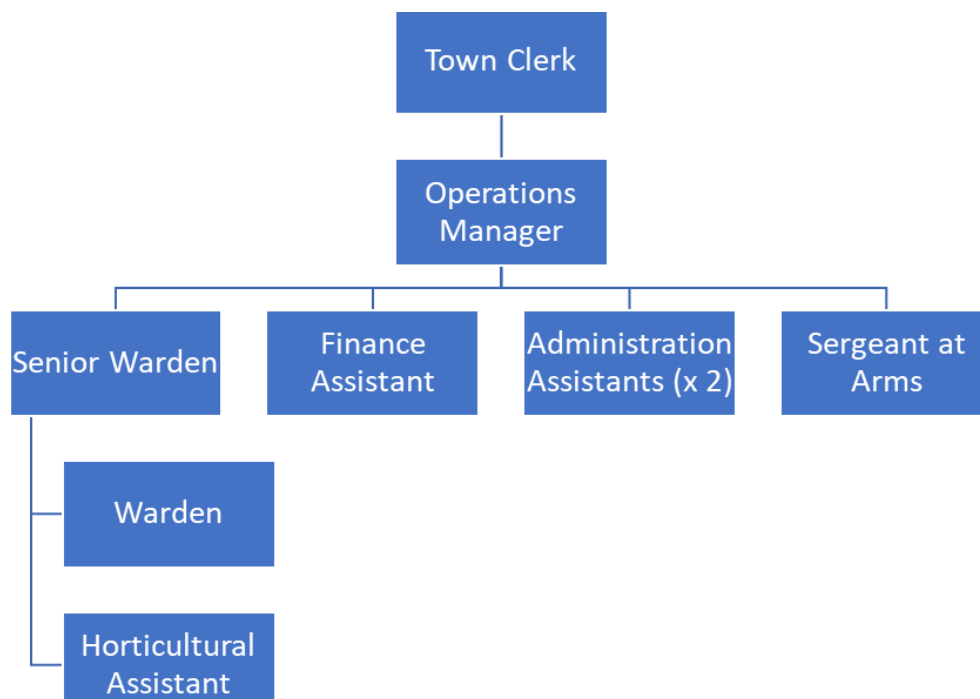 Town Clerk
Operations
Manager
Senior Warden
Finance
Assistant
Administration
Assistants (x 2)
Sergeant at
Arms
Warden
Horticultural
Assistant